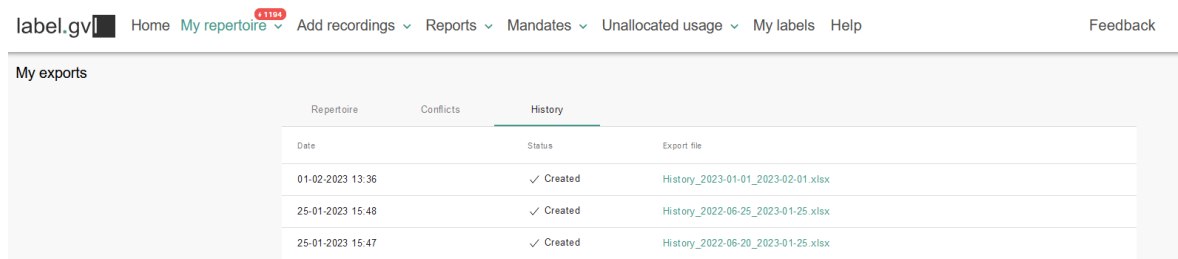 label.gvl Home My repertoire +1194 Add recordings Reports Mandates Unallocated usage My labels Help Feedback
My exports
Repertoire Conflicts History
Date Status Export file
01-02-2023 13:36 Created History_2023-01-01_2023-02-01.xlsx
25-01-2023 15:48 Created History_2022-06-25_2023-01-25.xlsx
25-01-2023 15:47 Created History_2022-06-20_2023-01-25.xlsx